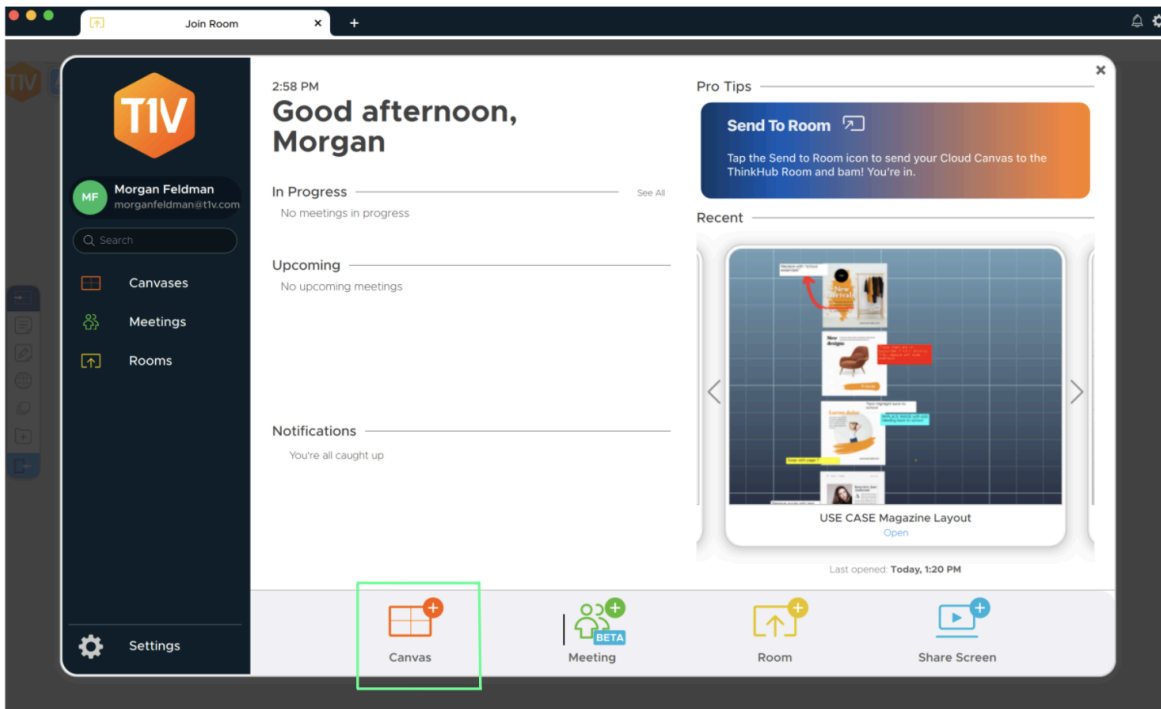 Join Room
T1V
T1V
2:58 PM
Good afternoon,
Morgan
MF
Morgan Feldman
morganfeldman@t1v.com
Search
Canvases
Meetings
Rooms
Settings
In Progress
See All
No meetings in progress
Upcoming
No upcoming meetings
Notifications
You're all caught up
Pro Tips
Send To Room
Tap the Send to Room icon to send your Cloud Canvas to the
ThinkHub Room and bam! You're in.
Recent
New
New
designs
USE CASE Magazine Layout
Open
Last opened: Today, 1:20 PM
Canvas
BETA
Meeting
Room
Share Screen